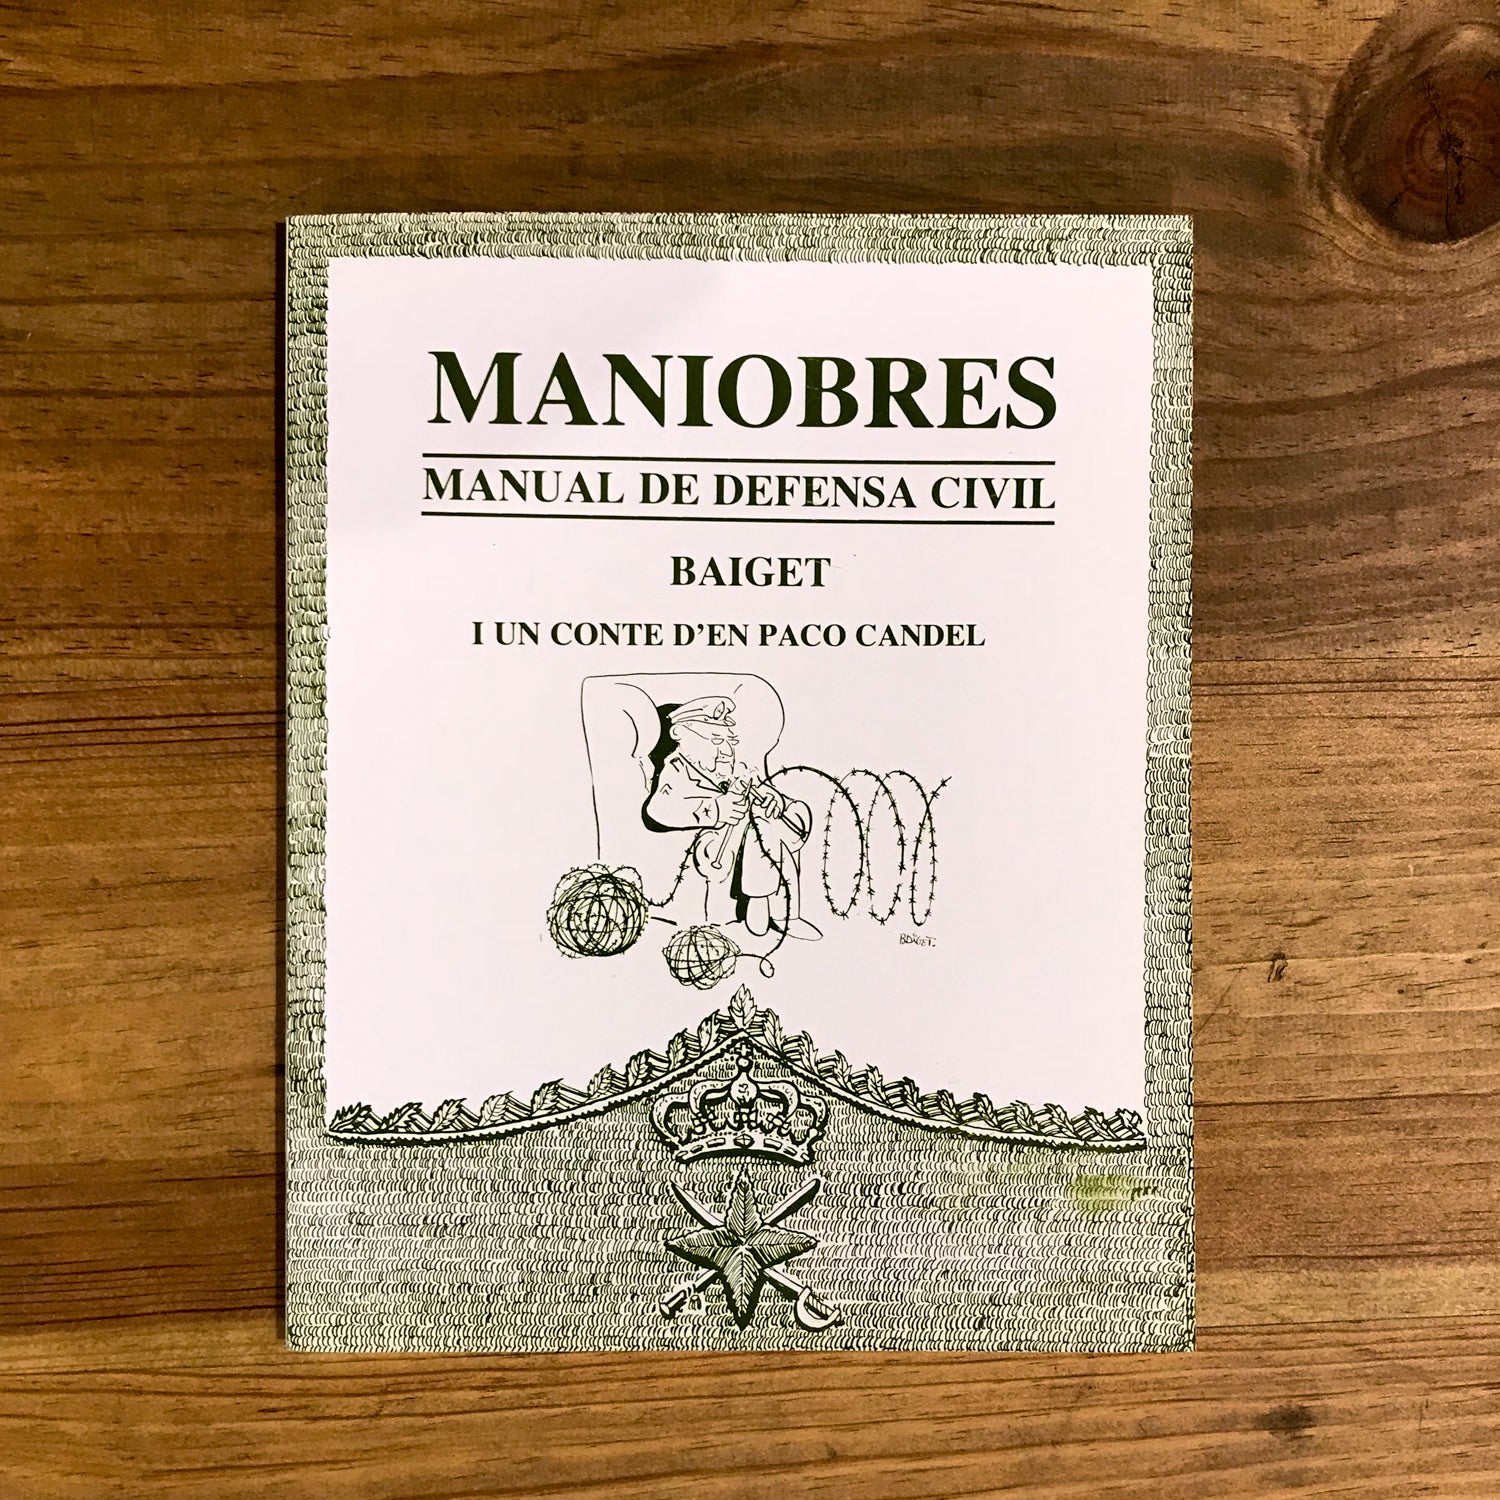 MANIOBRES
MANUAL DE DEFENSA CIVIL
BAIGET
I UN CONTE D'EN PACO CANDEL
BAIGET.